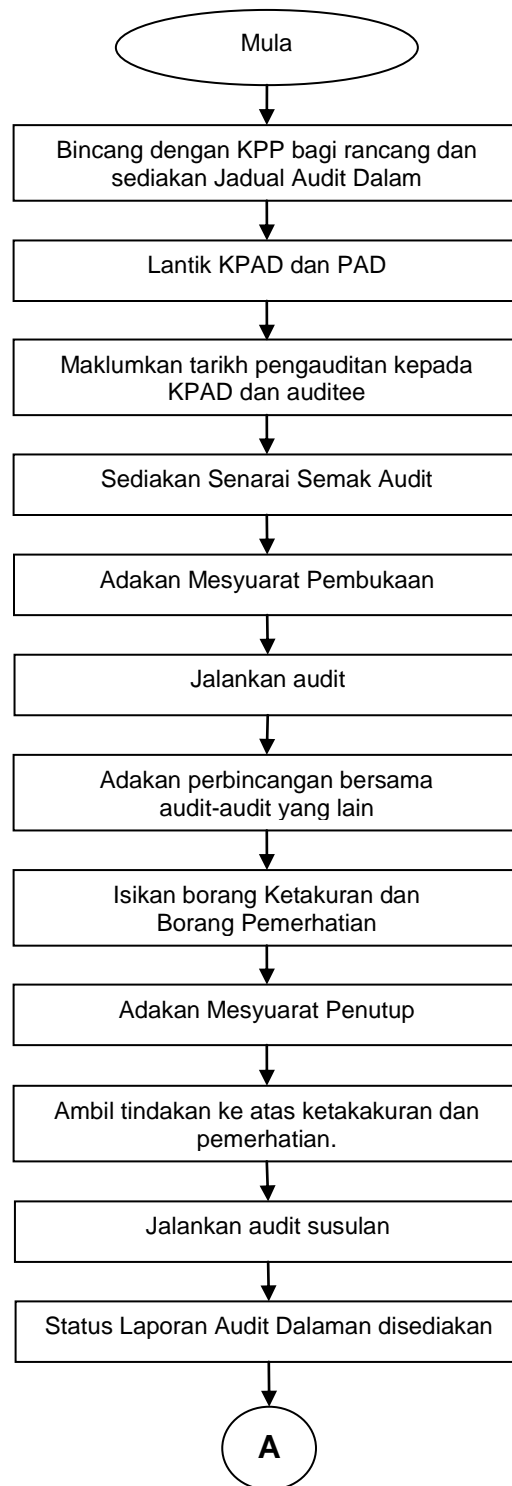 Mula
Bincang dengan KPP bagi rancang dan
sediakan Jadual Audit Dalam
Lantik KPAD dan PAD
Maklumkan tarikh pengauditan kepada
KPAD dan auditee
Sediakan Senarai Semak Audit
Adakan Mesyuarat Pembukaan
Jalankan audit
Adakan perbincangan bersama
audit-audit yang lain
Isikan borang Ketakuran dan
Borang Pemerhatian
Adakan Mesyuarat Penutup
Ambil tindakan ke atas ketakakuran dan
pemerhatian.
Jalankan audit susulan
Status Laporan Audit Dalaman disediakan
A